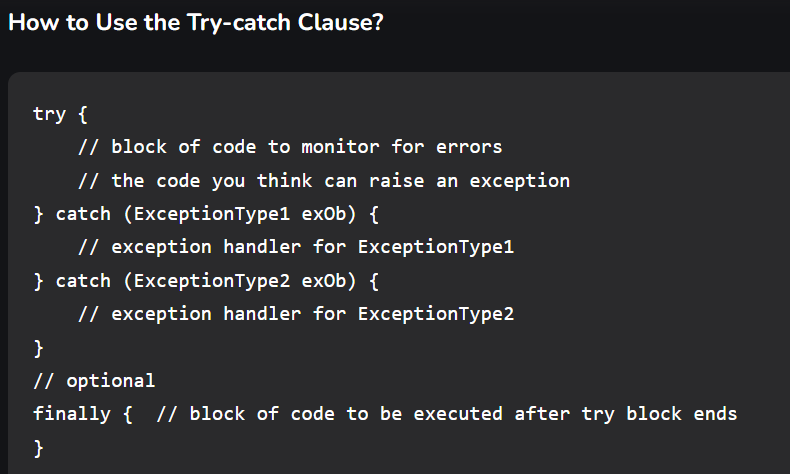 How to Use the Try-catch Clause?
try {
    // block of code to monitor for errors
    // the code you think can raise an exception
} catch (ExceptionType1 exOb) {
    // exception handler for ExceptionType1
} catch (ExceptionType2 exOb) {
    // exception handler for ExceptionType2
}
// optional
finally {  // block of code to be executed after try block ends
}